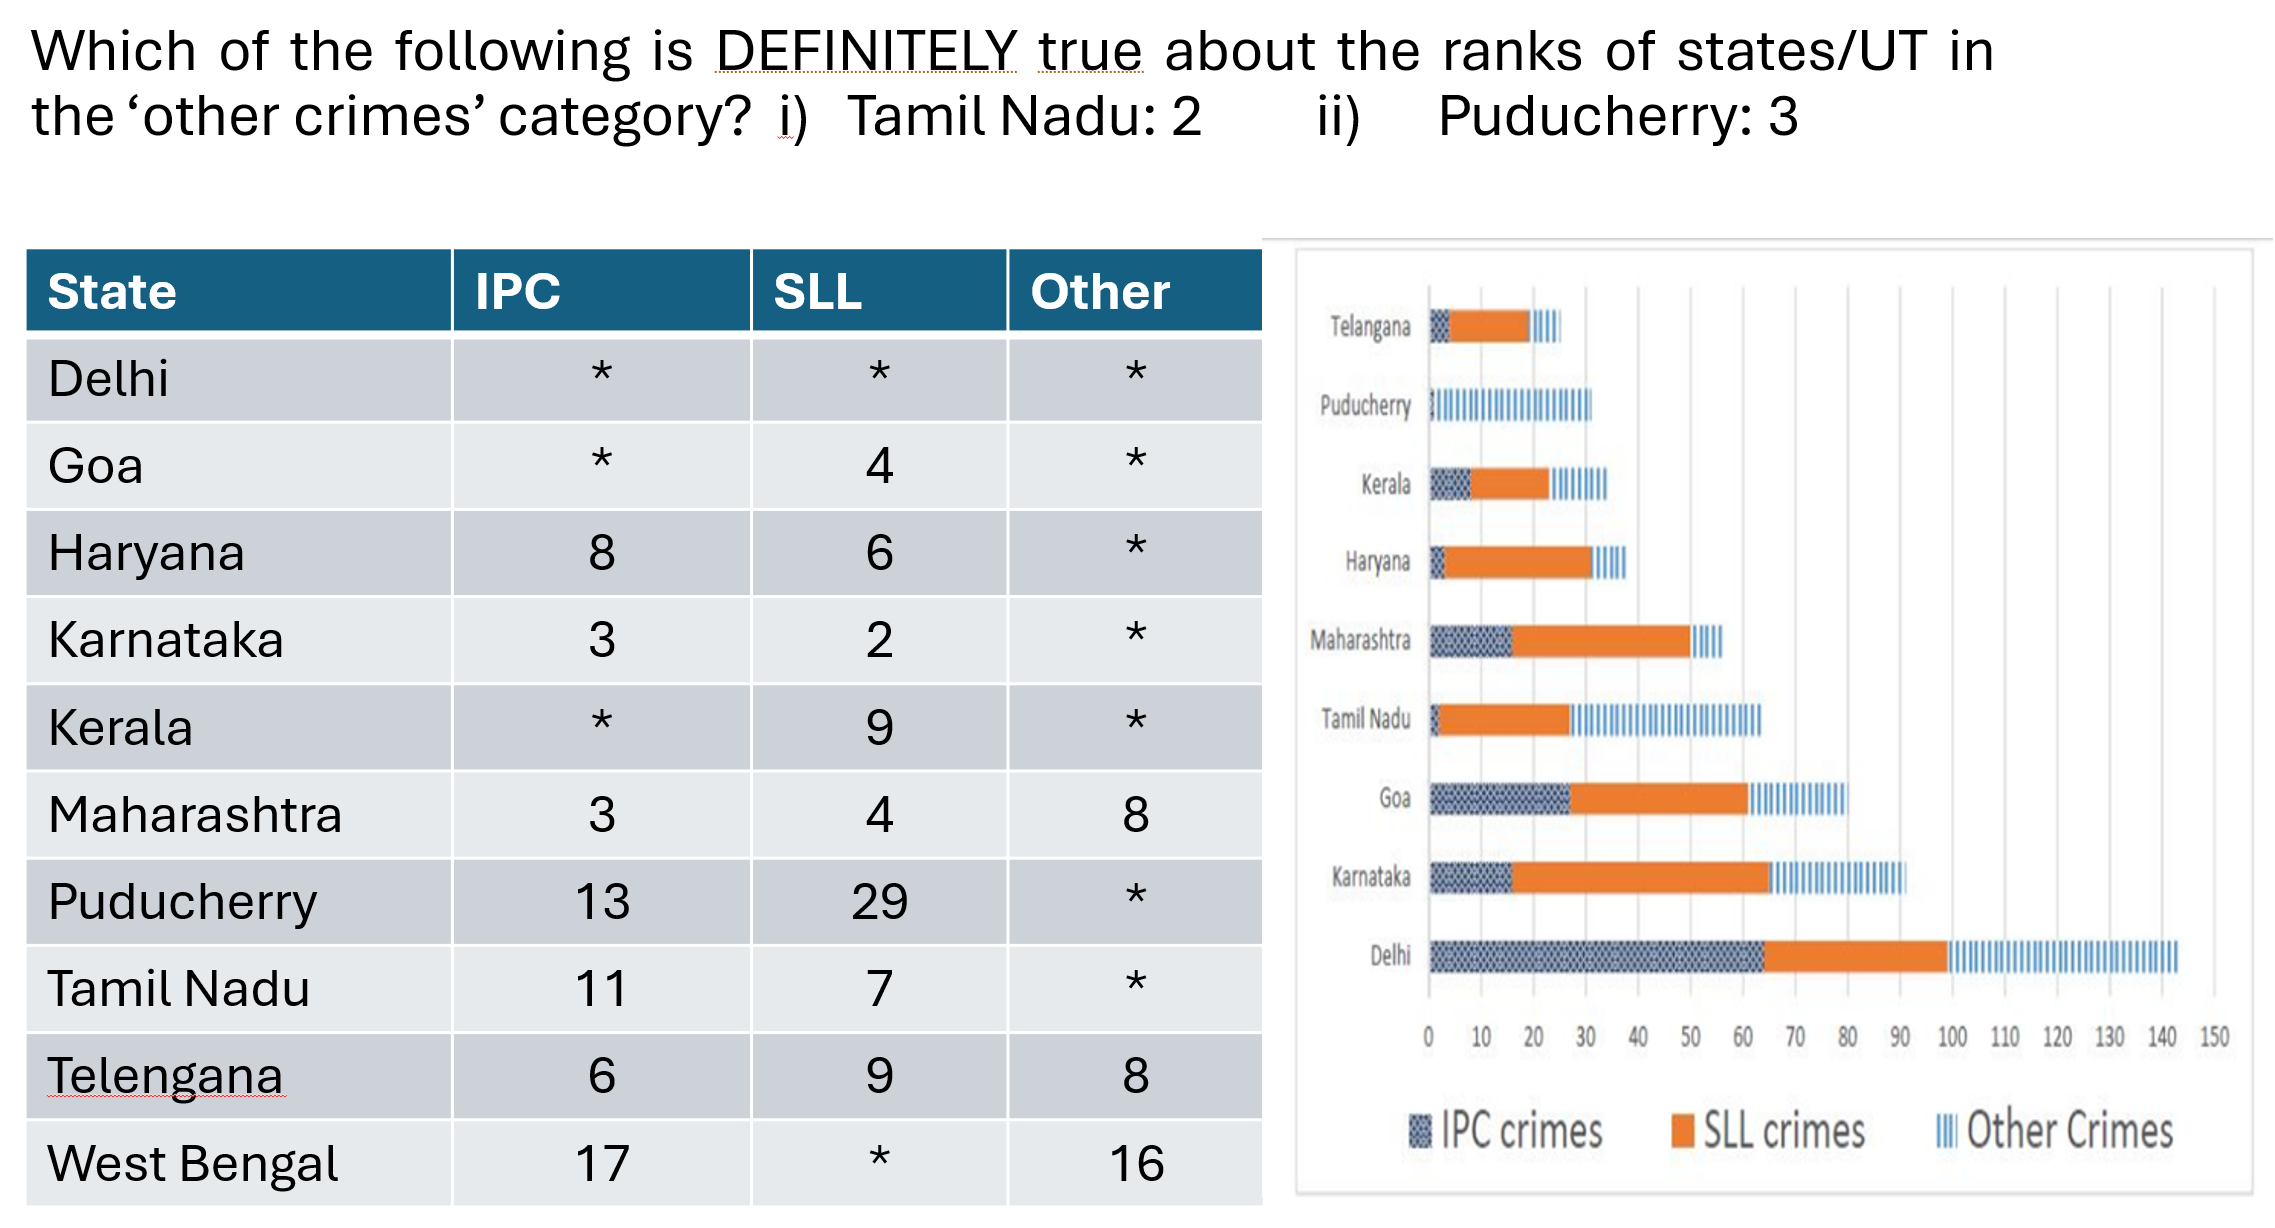 Which of the following is DEFINITELY true about the ranks of states/UT in
the ‘other crimes’ category? i) Tamil Nadu: 2 ii) Puducherry: 3
State IPC SLL Other
Delhi * * *
Goa * 4 *
Haryana 8 6 *
Karnataka 3 2 *
Kerala * 9 *
Maharashtra 3 4 8
Puducherry 13 29 *
Tamil Nadu 11 7 *
Telengana 6 9 8
West Bengal 17 * 16
Telangana
Puducherry
Kerala
Haryana
Maharashtra
Tamil Nadu
Goa
Karnataka
Delhi
0 10 20 30 40 50 60 70 80 90 100 110 120 130 140 150
IPC crimes SLL crimes Other Crimes